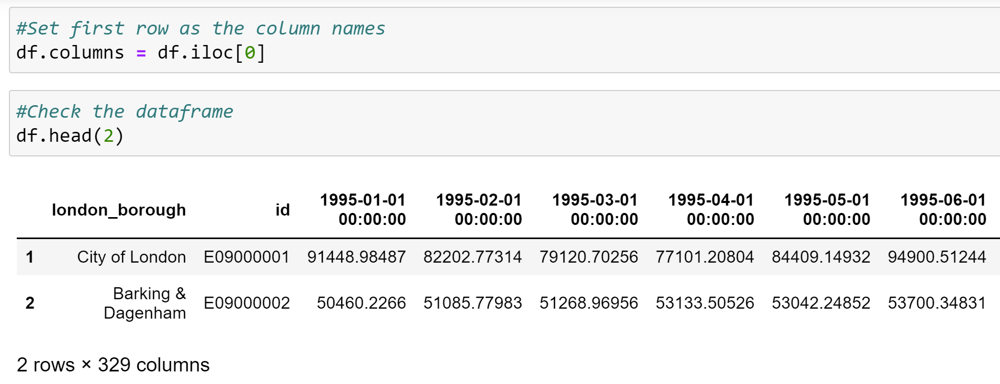 #Set first row as the column names
df.columns = df.iloc[0]
#Check the dataframe
df.head(2)
london_borough id 1995-01-01 00:00:00 1995-02-01 00:00:00 1995-03-01 00:00:00 1995-04-01 00:00:00 1995-05-01 00:00:00 1995-06-01 00:00:00
1 City of London E09000001 91448.98487 82202.77314 79120.70256 77101.20804 84409.14932 94900.51244
2 Barking & Dagenham E09000002 50460.2266 51085.77983 51268.96956 53133.50526 53042.24852 53700.34831
2 rows × 329 columns